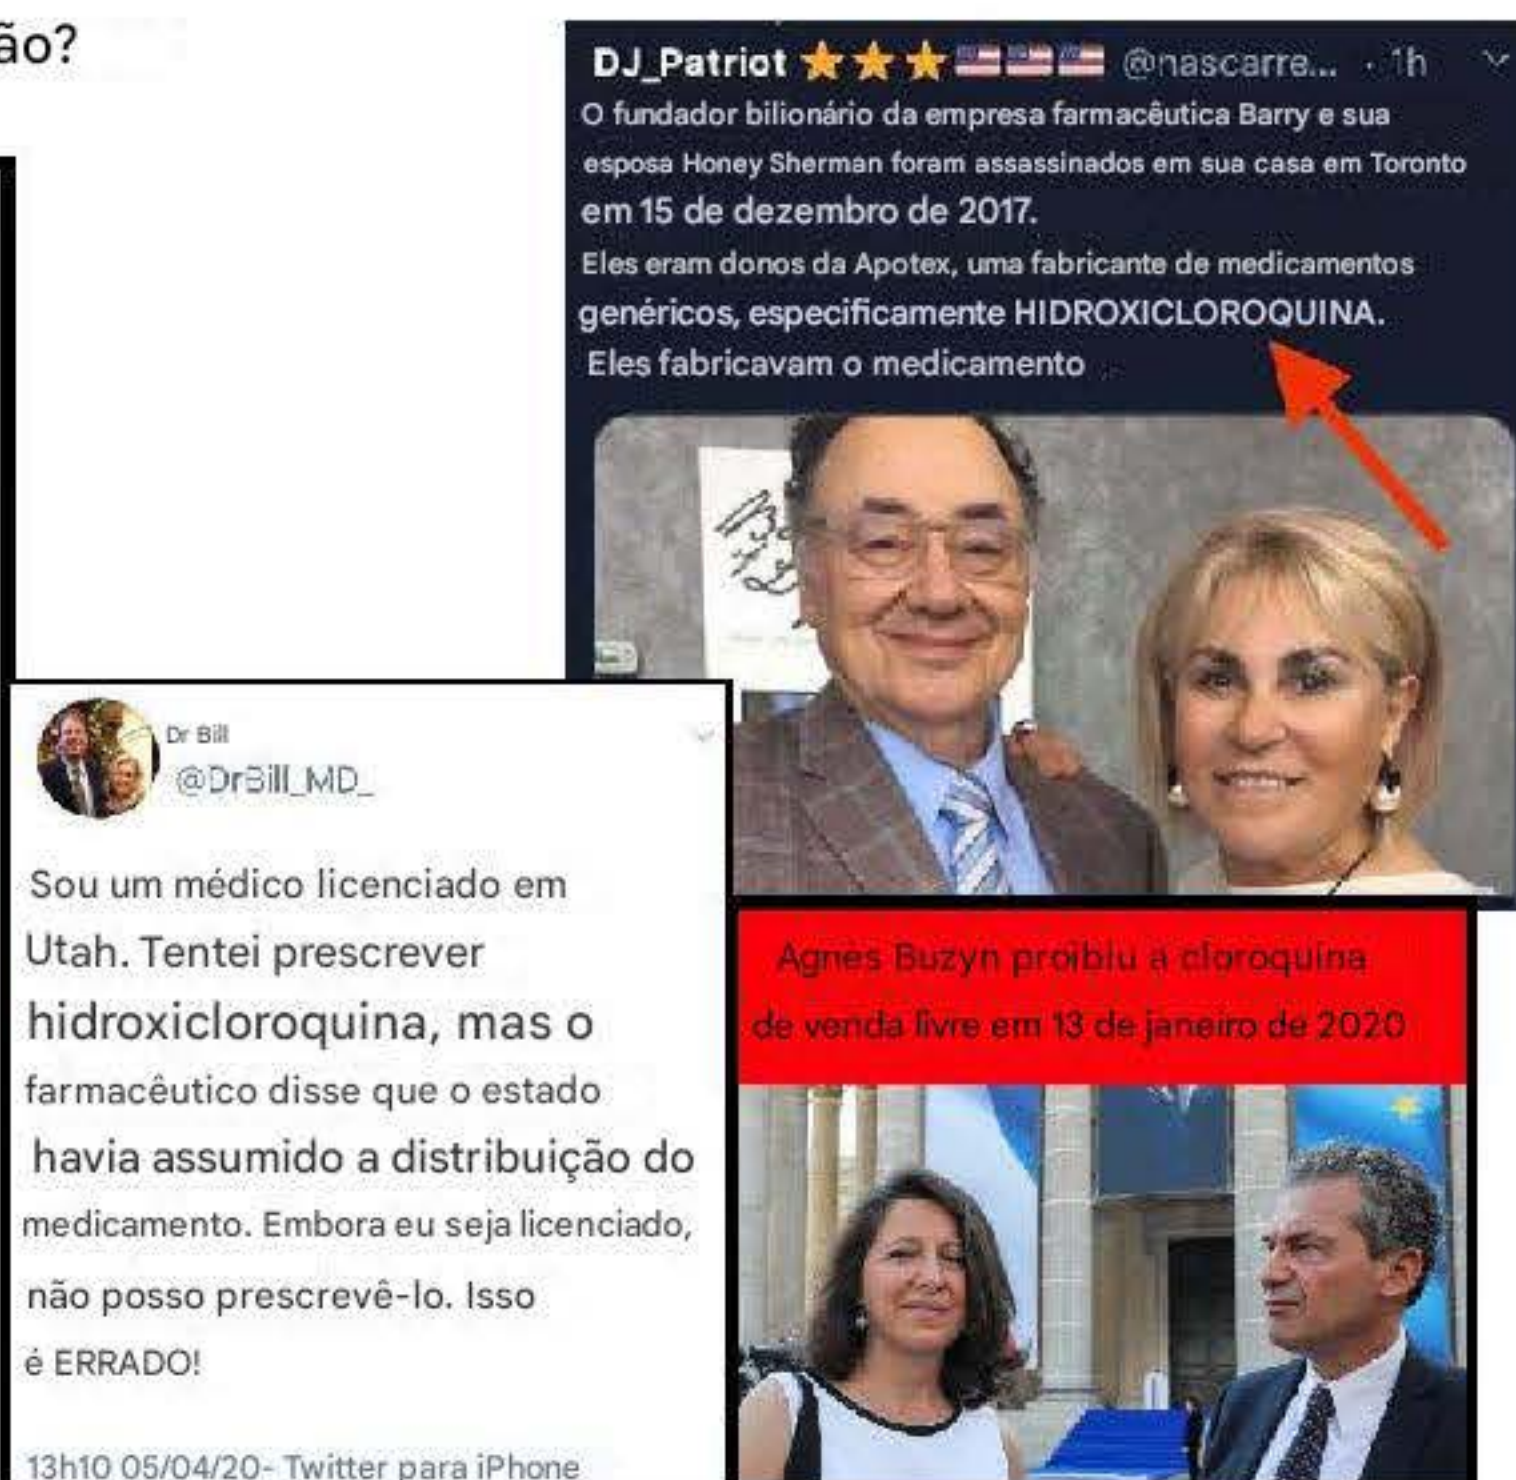 ão?
DJ_Patriot @nascarre... · 1h
O fundador bilionário da empresa farmacêutica Barry e sua
esposa Honey Sherman foram assassinados em sua casa em Toronto
em 15 de dezembro de 2017.
Eles eram donos da Apotex, uma fabricante de medicamentos
genéricos, especificamente HIDROXICLOROQUINA.
Eles fabricavam o medicamento
Dr Bill
@DrBill_MD_
Sou um médico licenciado em
Utah. Tentei prescrever
hidroxicloroquina, mas o
farmacêutico disse que o estado
havia assumido a distribuição do
medicamento. Embora eu seja licenciado,
não posso prescrevê-lo. Isso
é ERRADO!
13h10 05/04/20- Twitter para iPhone
Agnes Buzyn proibiu a cloroquina
de venda livre em 13 de janeiro de 2020